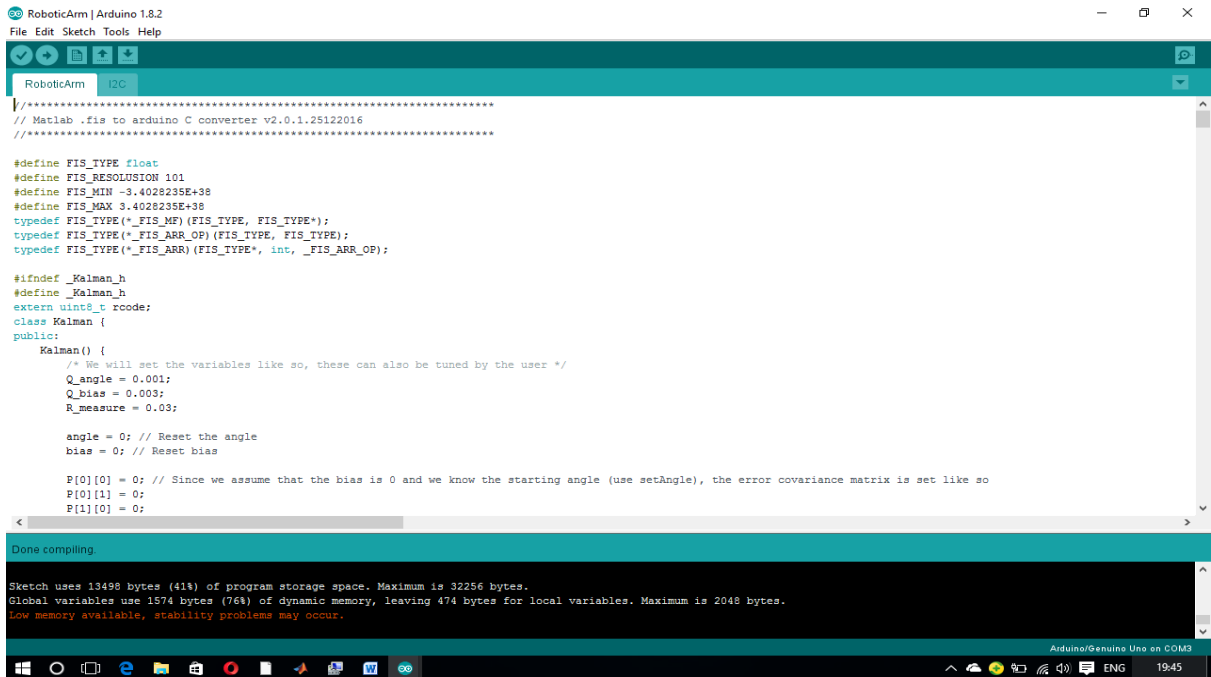 RoboticArm | Arduino 1.8.2
File Edit Sketch Tools Help
RoboticArm I2C
//***********************************************************************
// Matlab .fis to arduino C converter v2.0.1.25122016
//***********************************************************************
#define FIS_TYPE float
#define FIS_RESOLUSION 101
#define FIS_MIN -3.4028235E+38
#define FIS_MAX 3.4028235E+38
typedef FIS_TYPE(*_FIS_MF)(FIS_TYPE, FIS_TYPE*);
typedef FIS_TYPE(*_FIS_ARR_OP)(FIS_TYPE, FIS_TYPE);
typedef FIS_TYPE(*_FIS_ARR)(FIS_TYPE*, int, _FIS_ARR_OP);
#ifndef _Kalman_h
#define _Kalman_h
extern uint8_t rcode;
class Kalman {
public:
Kalman() {
/* We will set the variables like so, these can also be tuned by the user */
Q_angle = 0.001;
Q_bias = 0.003;
R_measure = 0.03;
angle = 0; // Reset the angle
bias = 0; // Reset bias
P[0][0] = 0; // Since we assume that the bias is 0 and we know the starting angle (use setAngle), the error covariance matrix is set like so
P[0][1] = 0;
P[1][0] = 0;
Done compiling.
Sketch uses 13498 bytes (41%) of program storage space. Maximum is 32256 bytes.
Global variables use 1574 bytes (76%) of dynamic memory, leaving 474 bytes for local variables. Maximum is 2048 bytes.
Low memory available, stability problems may occur.
Arduino/Genuino Uno on COM3
ENG 19:45